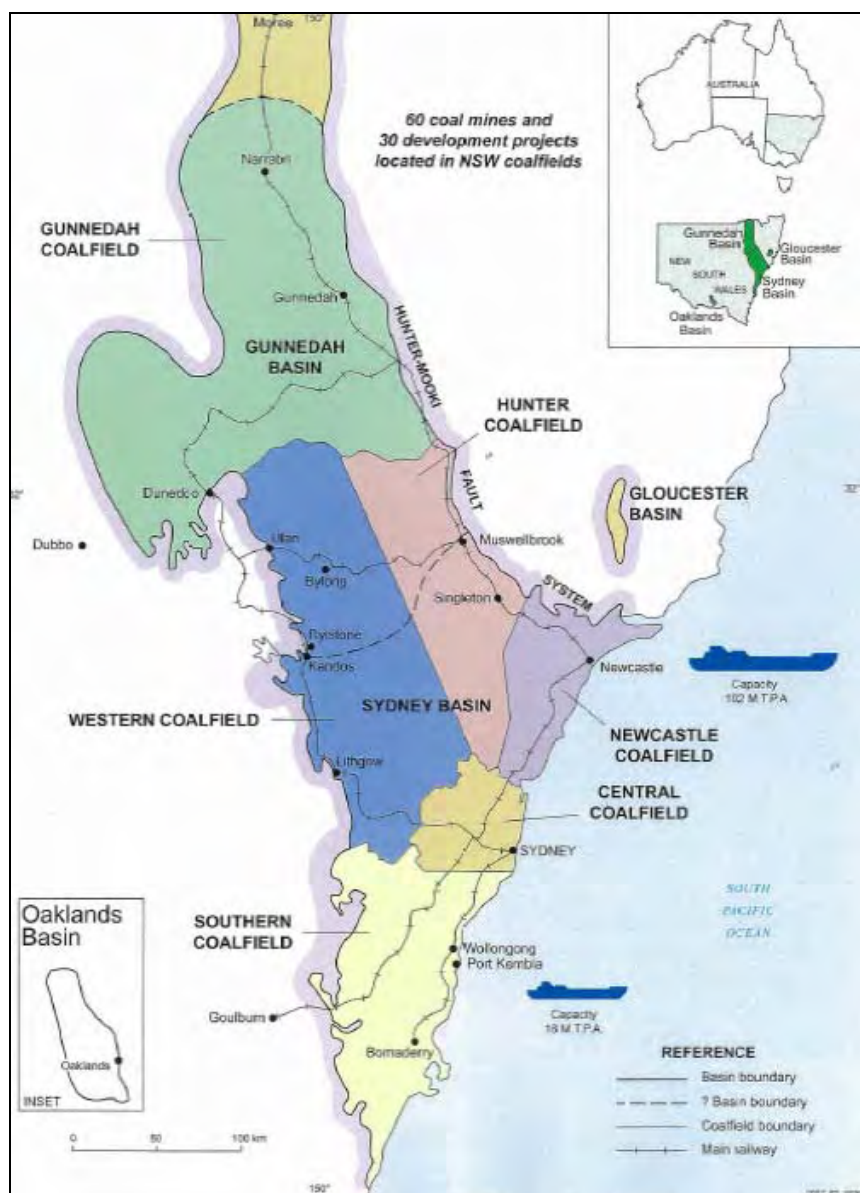 150°
Moree
60 coal mines and
30 development projects
located in NSW coalfields
AUSTRALIA
Narrabri
GUNNEDAH
COALFIELD
Gunnedah
Basin
Gloucester
Basin
NEW
SOUTH
WALES
Sydney
Basin
Oaklands
Basin
Gunnedah
GUNNEDAH
BASIN
HUNTER-MOOKI
FAULT
SYSTEM
HUNTER
COALFIELD
32°
Dunedoo
32°
GLOUCESTER
BASIN
Dubbo
Ulan
Muswellbrook
Bylong
Singleton
Rylstone
Kandos
Newcastle
Capacity
102 M.T.P.A.
WESTERN COALFIELD
SYDNEY BASIN
NEWCASTLE
COALFIELD
Lithgow
CENTRAL
COALFIELD
SYDNEY
SOUTH
PACIFIC
OCEAN
Oaklands
Basin
SOUTHERN
COALFIELD
Wollongong
Port Kembla
Goulburn
Capacity
16 M.T.P.A.
Bomaderry
Oaklands
INSET
REFERENCE
Basin boundary
? Basin boundary
Coalfield boundary
Main railway
0 50 100 km
150°